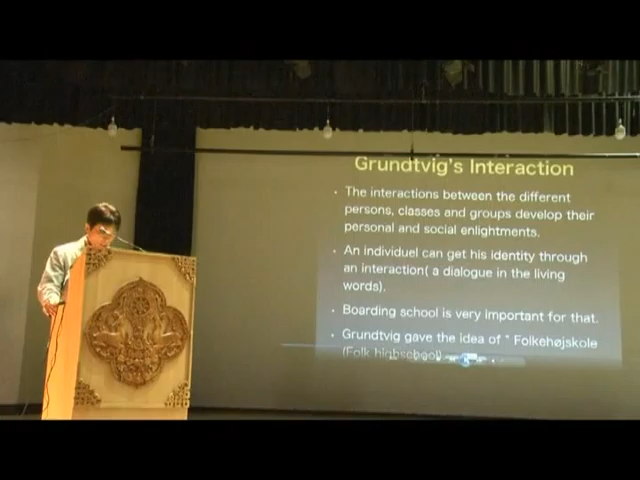 Grundtvig's Interaction
• The interactions between the different
persons, classes and groups develop their
personal and social enlightments.
• An individuel can get his identity through
an interaction( a dialogue in the living
words).
• Boarding school is very important for that.
• Grundtvig gave the idea of " Folkehøjskole
(Folk highschool)